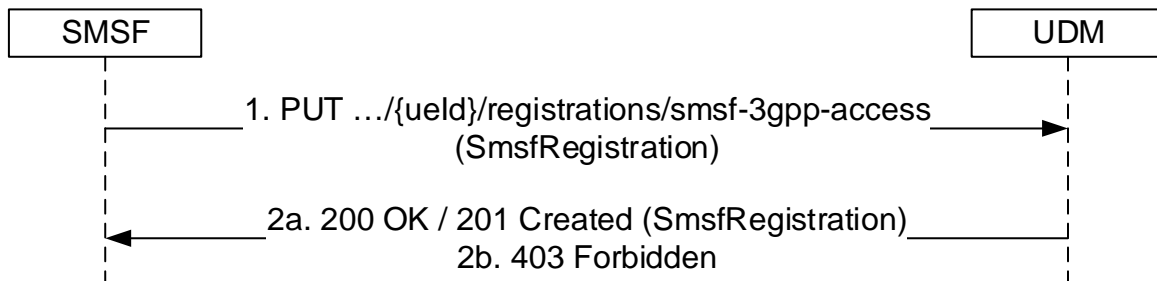 SMSF
UDM
1. PUT …/{ueId}/registrations/smsf-3gpp-access
(SmsfRegistration)
2a. 200 OK / 201 Created (SmsfRegistration)
2b. 403 Forbidden